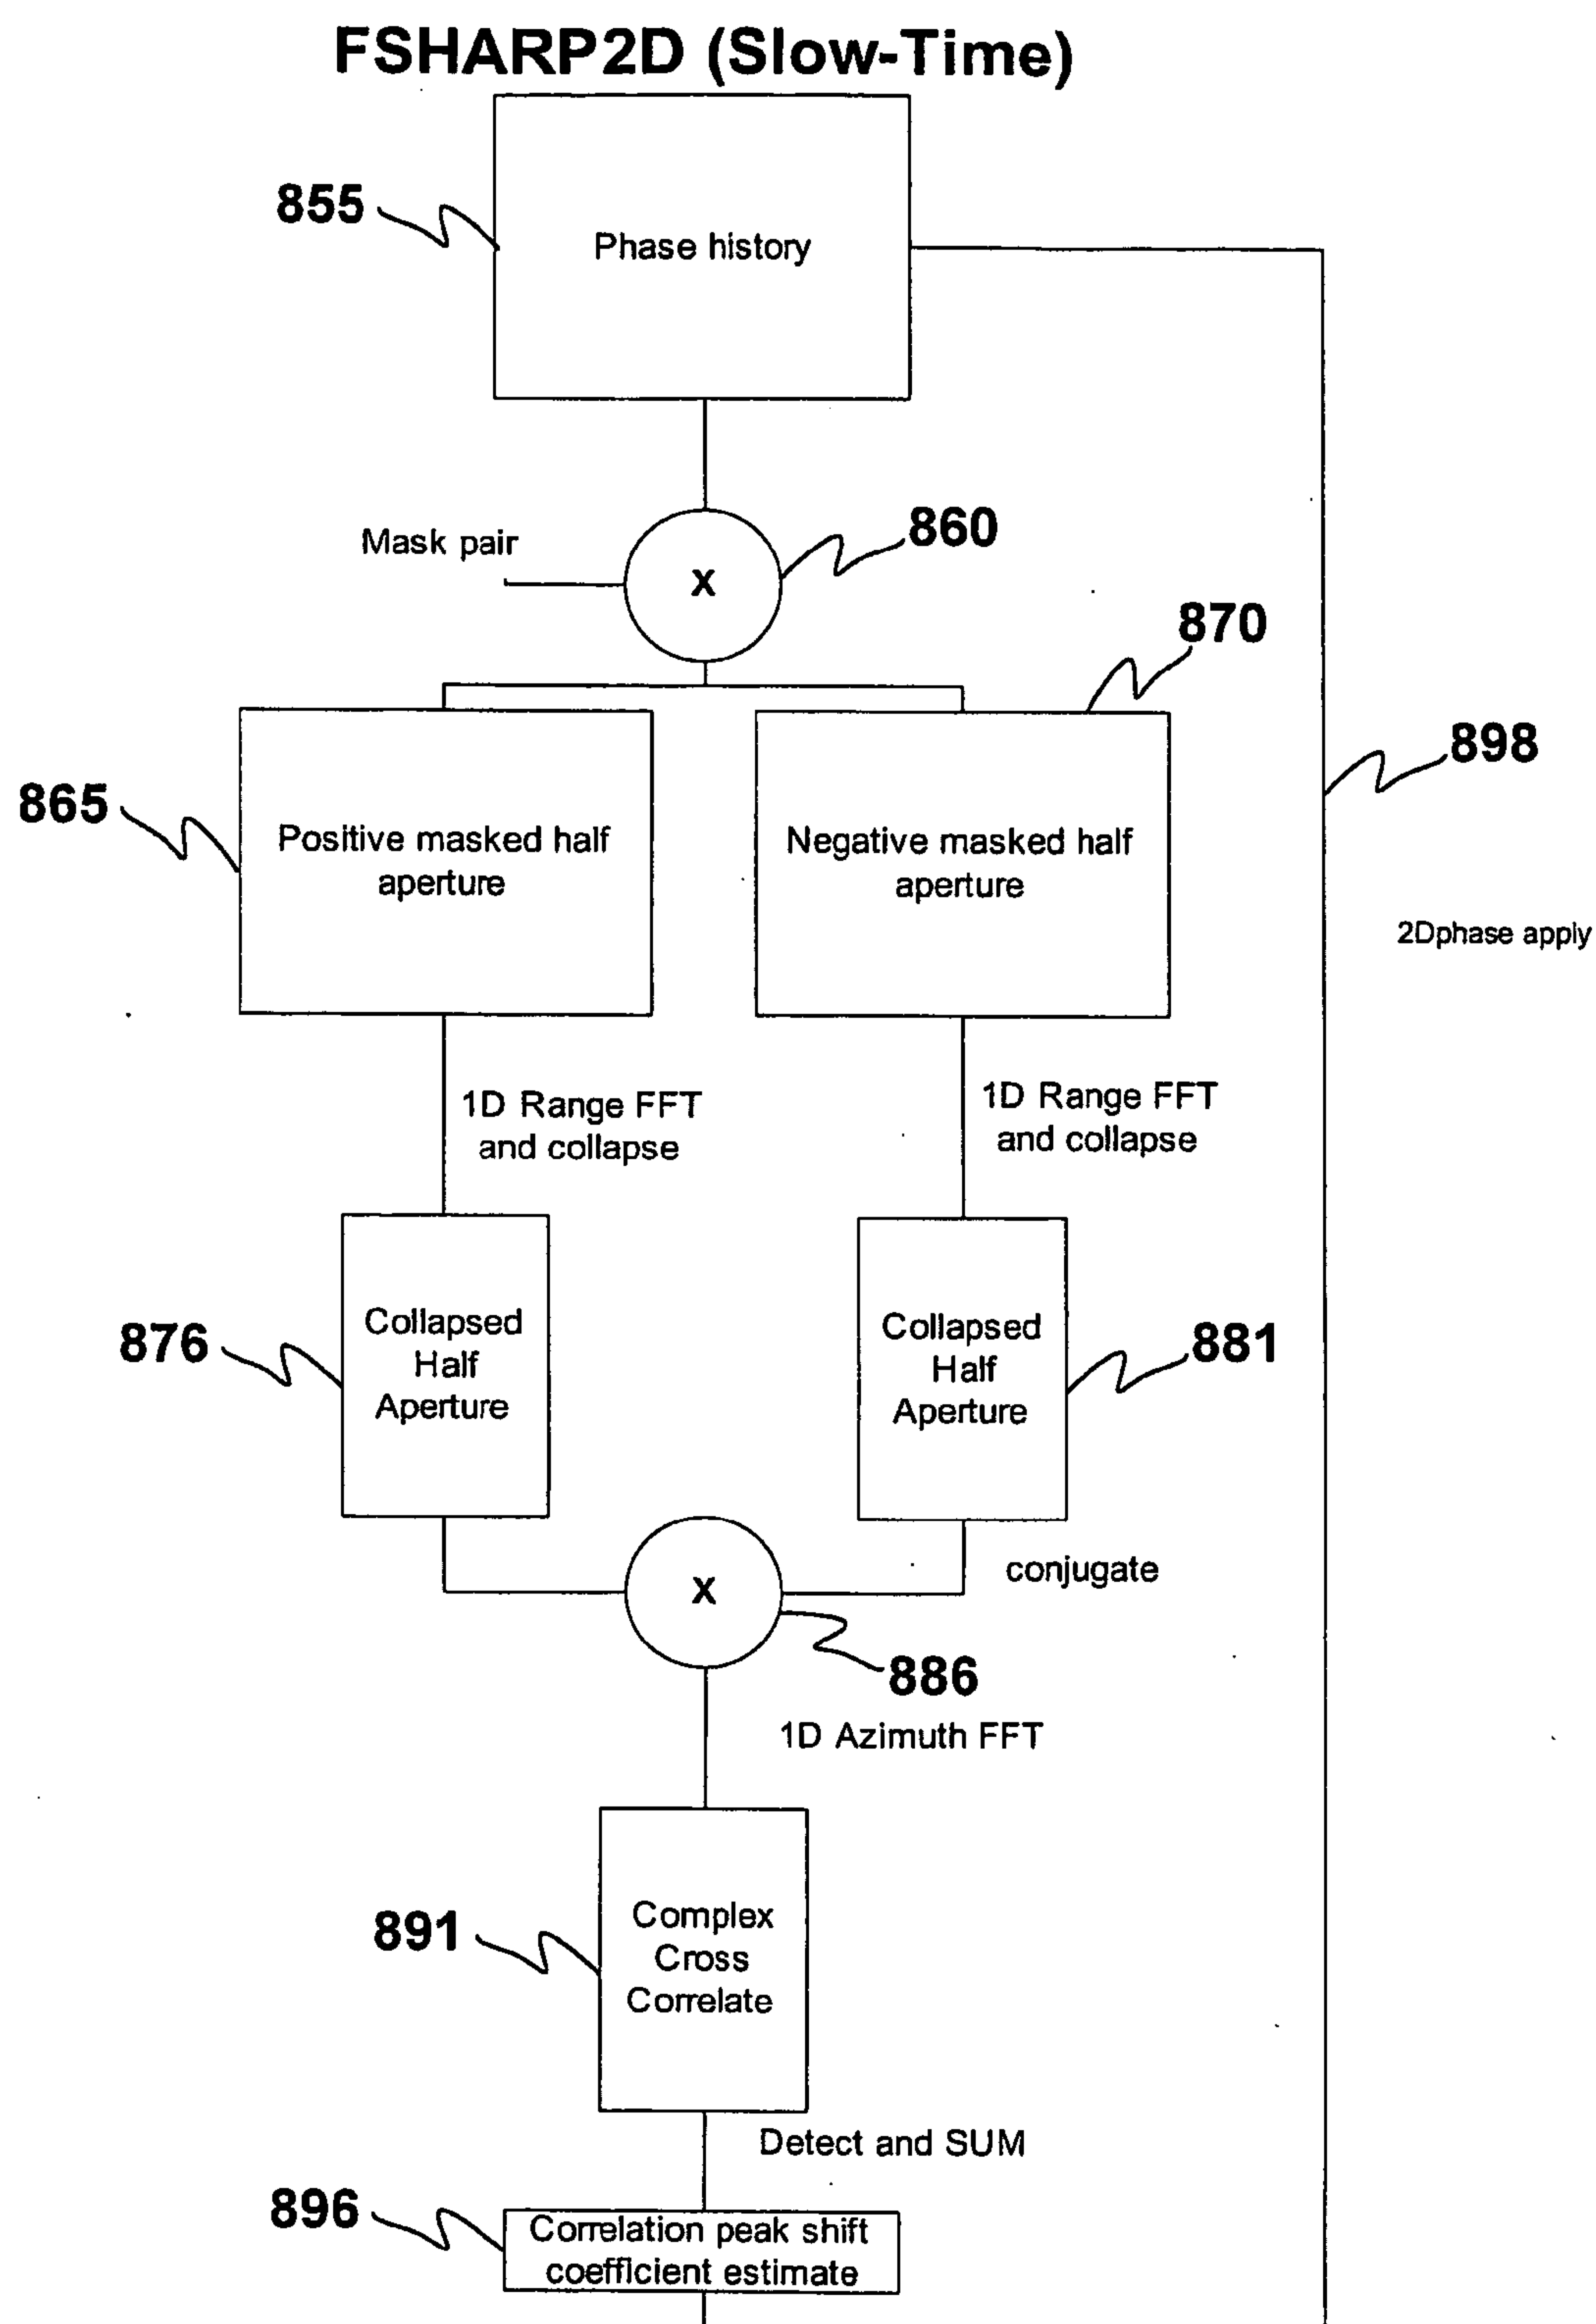 FSHARP2D (Slow-Time)
855
Phase history
Mask pair
X
860
870
898
865
Positive masked half
aperture
Negative masked half
aperture
2Dphase apply
1D Range FFT
and collapse
1D Range FFT
and collapse
876
Collapsed
Half
Aperture
Collapsed
Half
Aperture
881
X
conjugate
886
1D Azimuth FFT
891
Complex
Cross
Correlate
Detect and SUM
896
Correlation peak shift
coefficient estimate